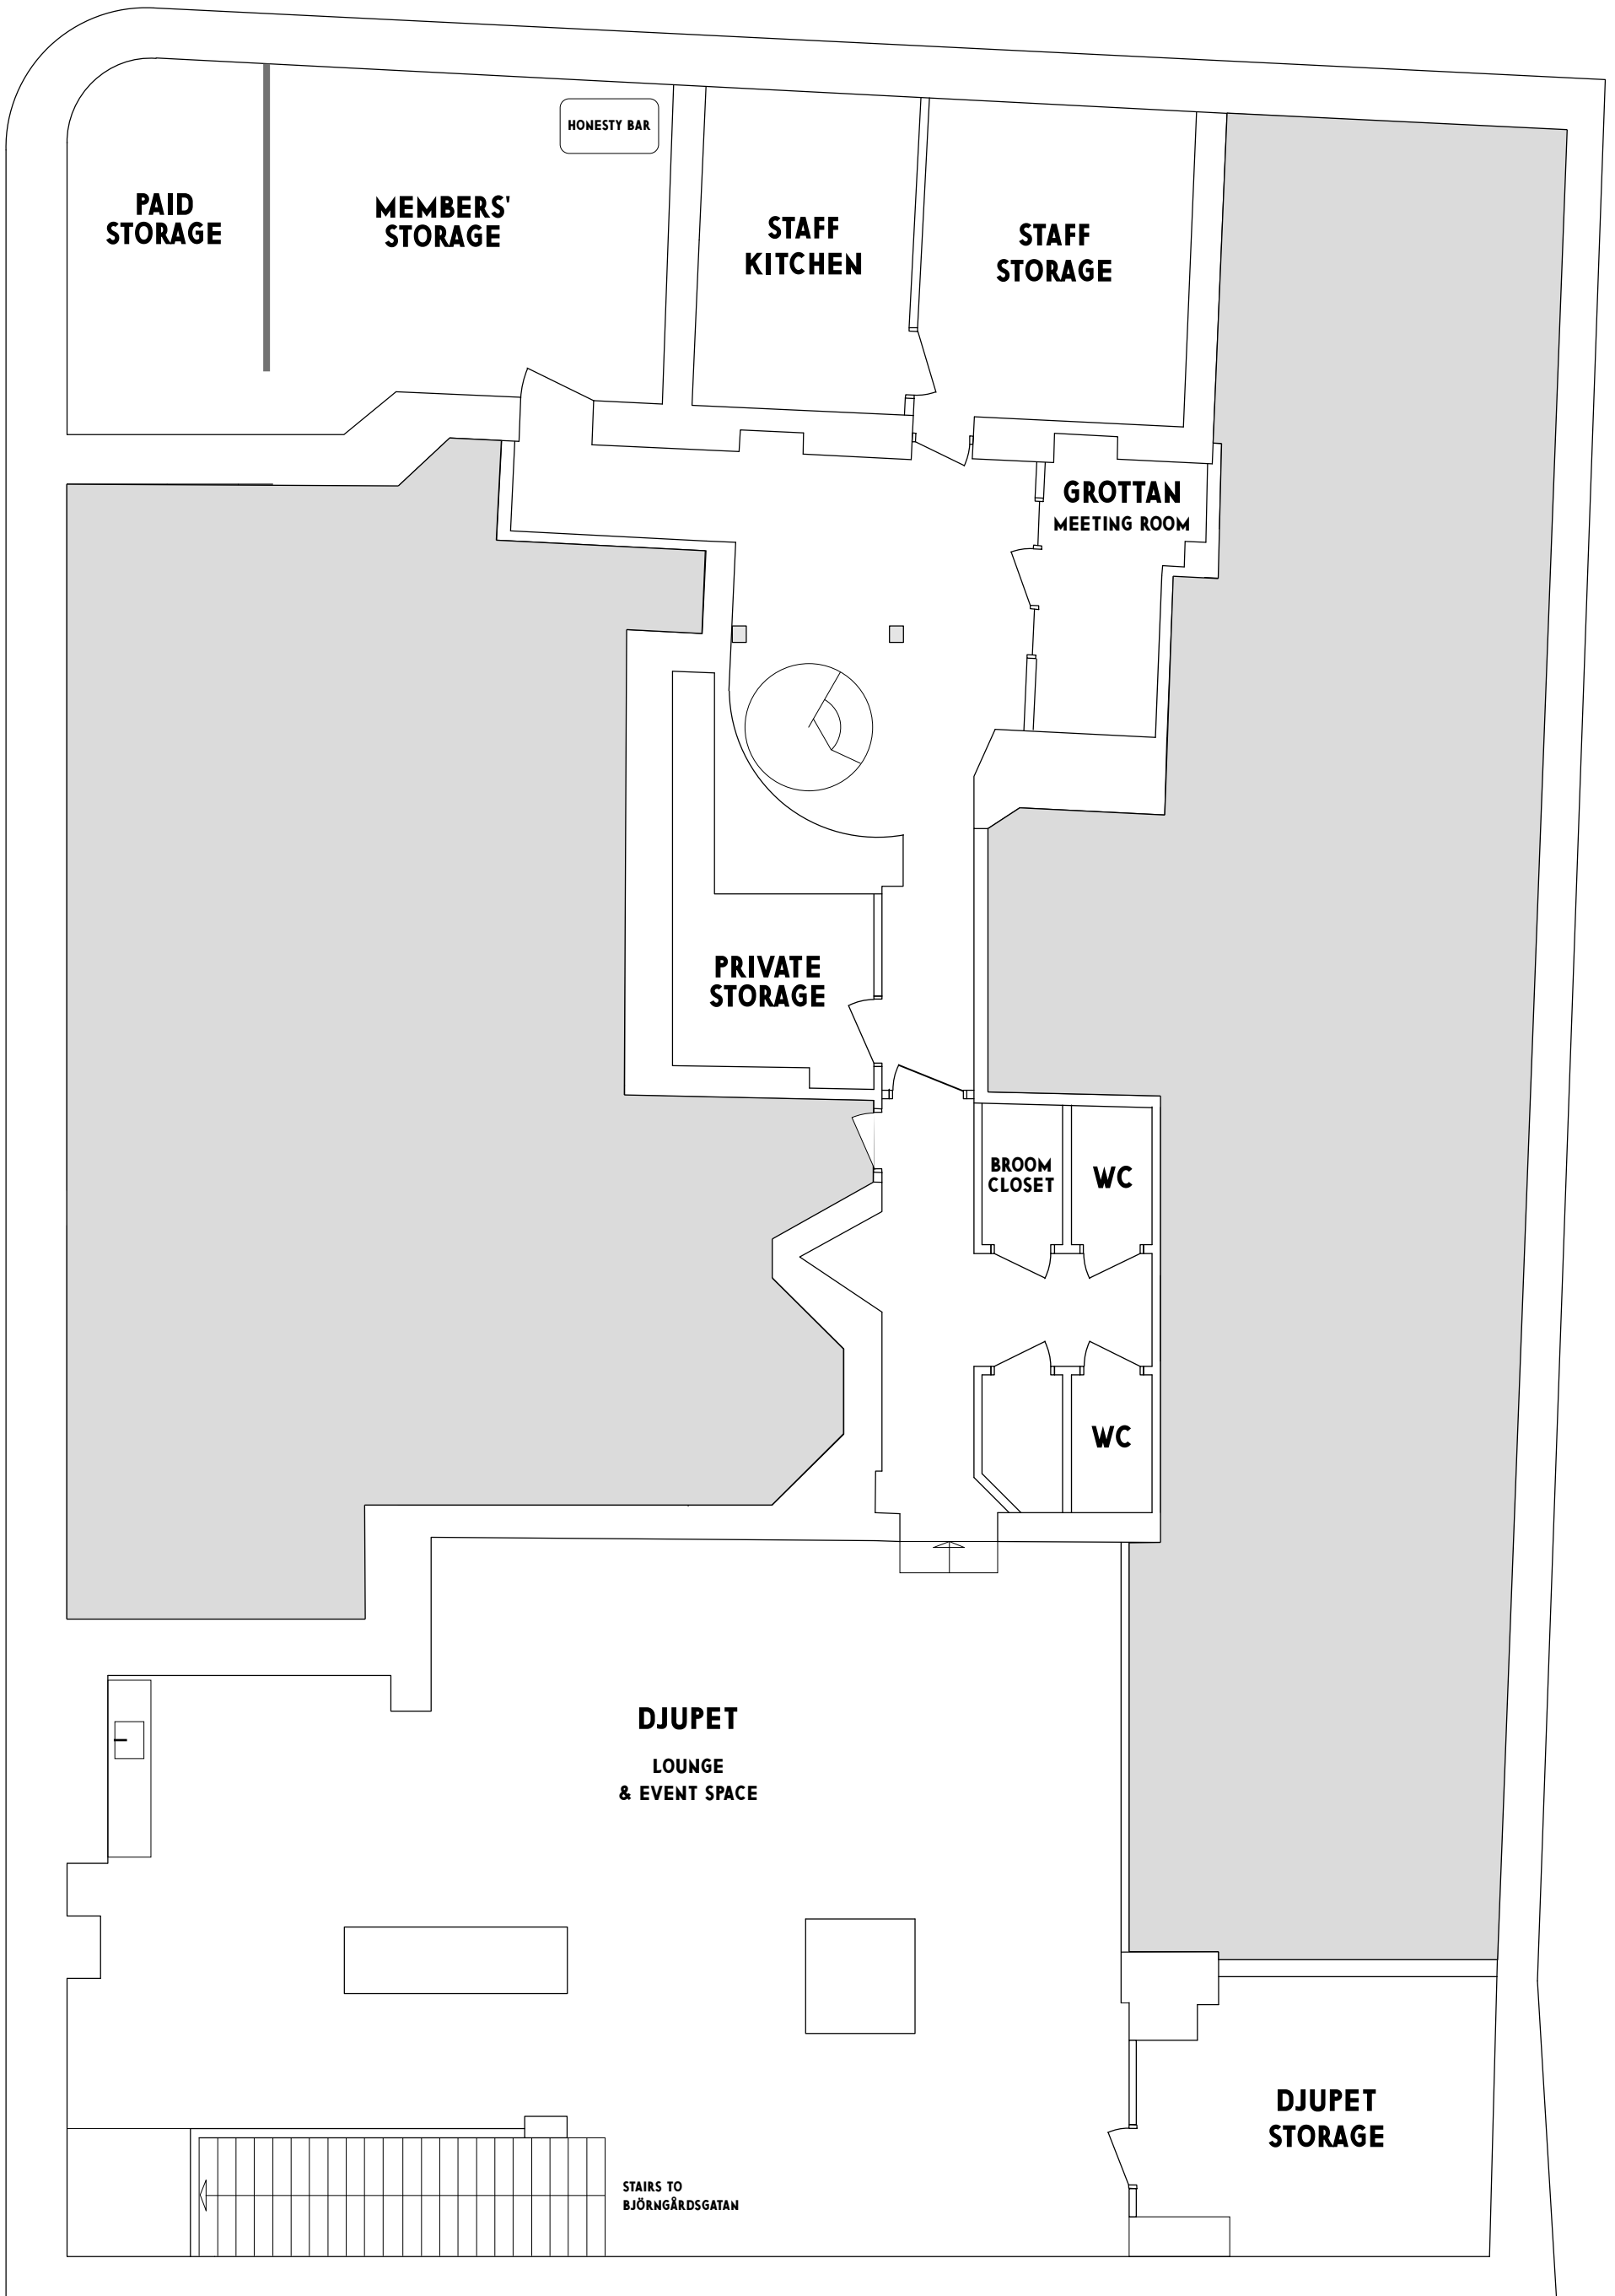 HONESTY BAR
PAID
STORAGE
MEMBERS'
STORAGE
STAFF
KITCHEN
STAFF
STORAGE
GROTTAN
MEETING ROOM
PRIVATE
STORAGE
BROOM
CLOSET
WC
WC
DJUPET
LOUNGE
& EVENT SPACE
DJUPET
STORAGE
STAIRS TO
BJÖRNGÅRDSGATAN